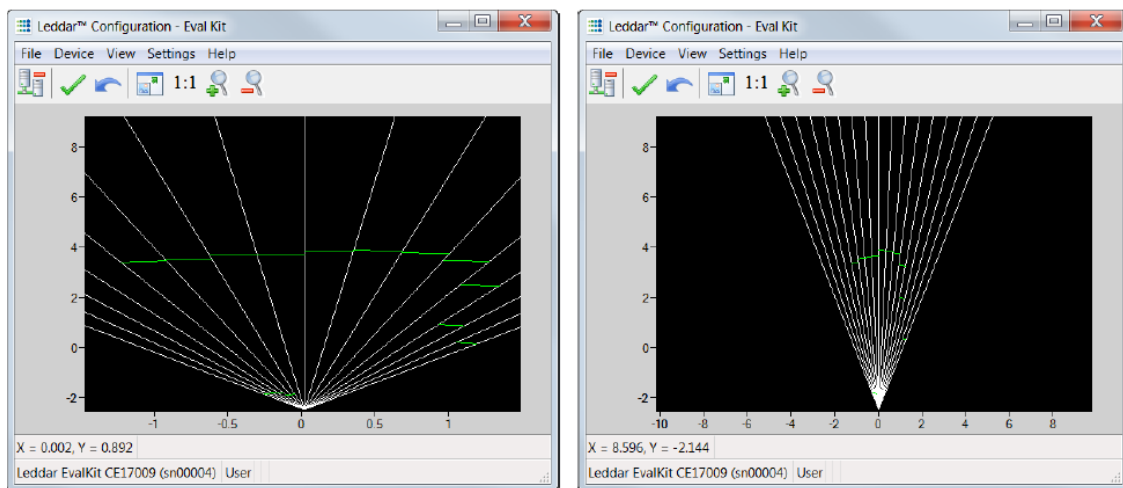 Leddar™ Configuration - Eval Kit
File Device View Settings Help
1:1
8
6
4
2
0
-2
-1 -0.5 0 0.5 1
X = 0.002, Y = 0.892
Leddar EvalKit CE17009 (sn00004) User
Leddar™ Configuration - Eval Kit
File Device View Settings Help
1:1
8
6
4
2
0
-2
-10 -8 -6 -4 -2 0 2 4 6 8
X = 8.596, Y = -2.144
Leddar EvalKit CE17009 (sn00004) User